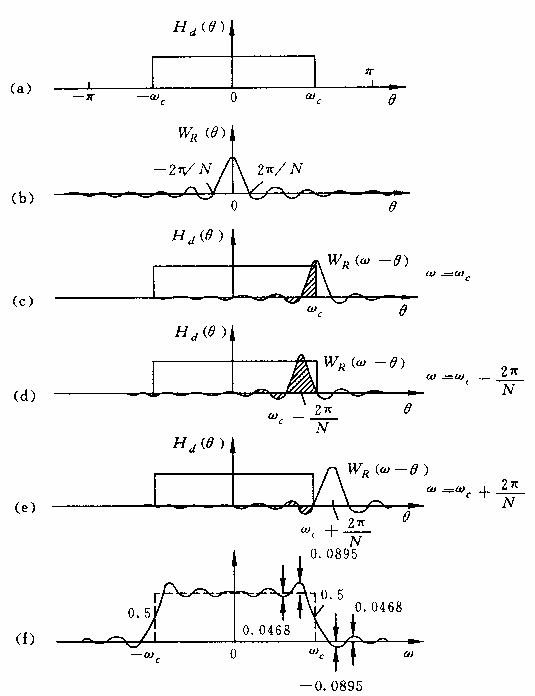 H_d(θ)
(a)
−π
−ω_c
0
ω_c
π
θ
W_R(θ)
−2π/N
2π/N
(b)
0
θ
H_d(θ)
W_R(ω−θ)
ω=ω_c
(c)
ω_c
θ
H_d(θ)
W_R(ω−θ)
ω=ω_c − 2π/N
(d)
ω_c − 2π/N
θ
H_d(θ)
W_R(ω−θ)
ω=ω_c + 2π/N
(e)
ω_c + 2π/N
θ
0.0895
0.5
0.5
0.0468
0.0468
(f)
−ω_c
0
ω_c
ω
−0.0895